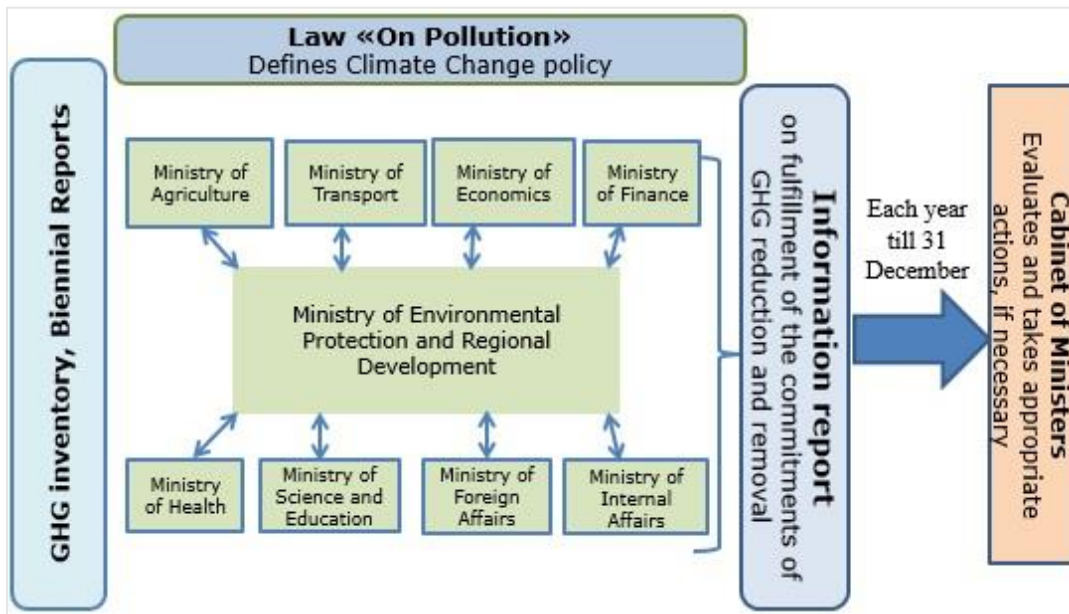 Law «On Pollution»
Defines Climate Change policy
GHG inventory, Biennial Reports
Ministry of
Agriculture
Ministry of
Transport
Ministry of
Economics
Ministry
of Finance
Ministry of Environmental
Protection and Regional
Development
Ministry
of Health
Ministry of
Science and
Education
Ministry of
Foreign
Affairs
Ministry of
Internal
Affairs
Information report
on fulfillment of the commitments of
GHG reduction and removal
Each year
till 31
December
Cabinet of Ministers
Evaluates and takes appropriate
actions, if necessary